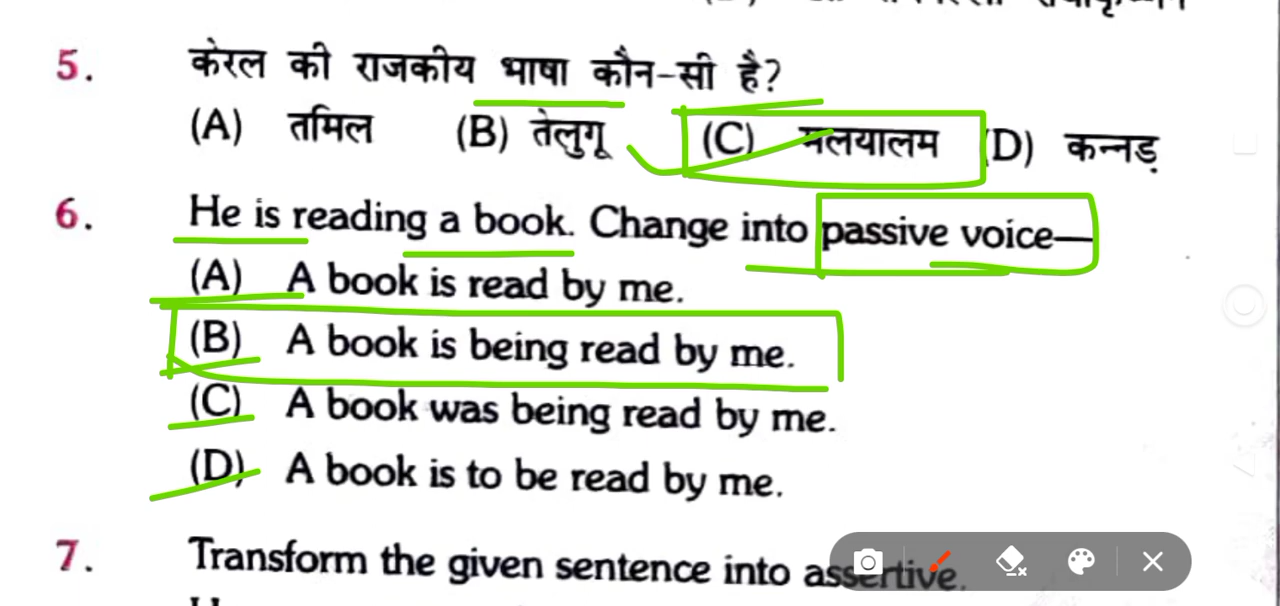 5. केरल की राजकीय भाषा कौन-सी है?
(A) तमिल (B) तेलुगू (C) मलयालम (D) कन्नड़
6. He is reading a book. Change into passive voice—
(A) A book is read by me.
(B) A book is being read by me.
(C) A book was being read by me.
(D) A book is to be read by me.
7. Transform the given sentence into assertive.